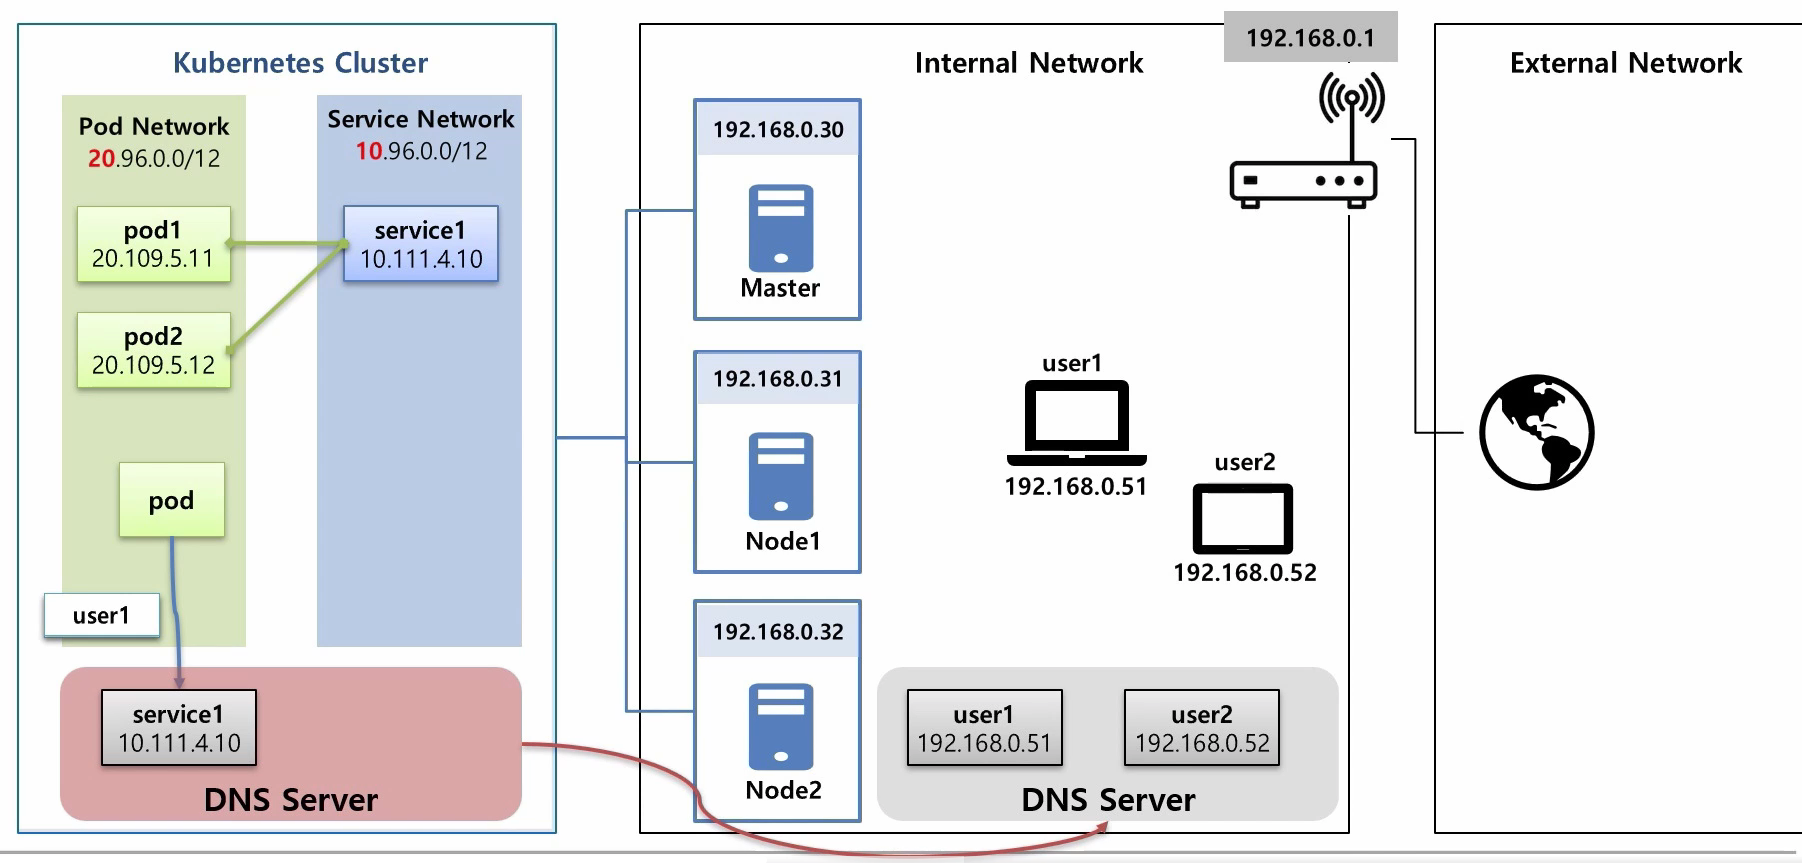 192.168.0.1
Kubernetes Cluster
Internal Network
External Network
Pod Network
20.96.0.0/12
Service Network
10.96.0.0/12
pod1
20.109.5.11
service1
10.111.4.10
pod2
20.109.5.12
pod
user1
service1
10.111.4.10
DNS Server
192.168.0.30
Master
192.168.0.31
Node1
192.168.0.32
Node2
user1
192.168.0.51
user2
192.168.0.52
user1
192.168.0.51
user2
192.168.0.52
DNS Server